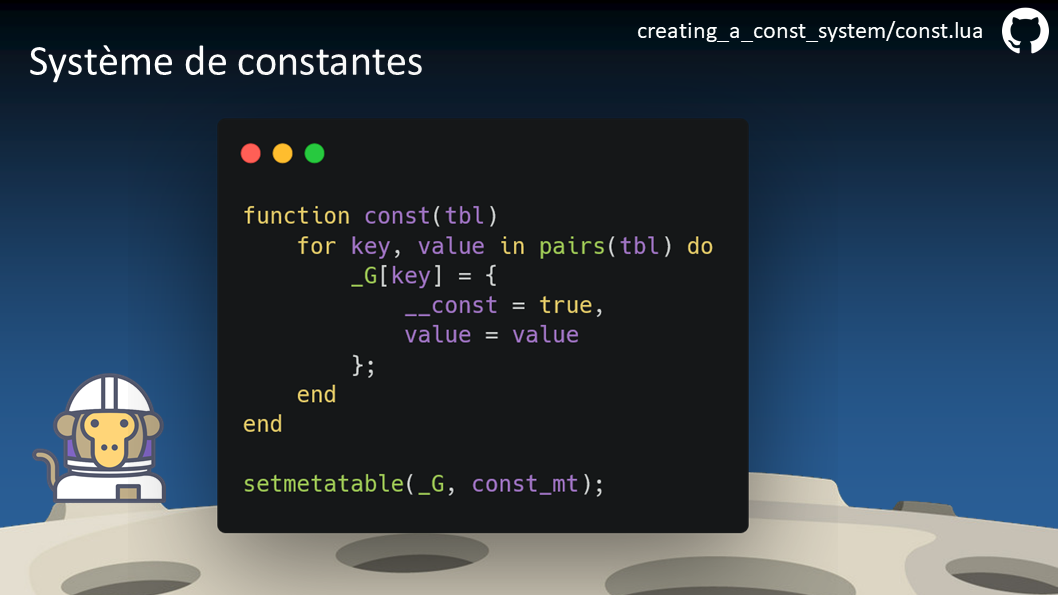 creating_a_const_system/const.lua
Système de constantes
function const(tbl)
    for key, value in pairs(tbl) do
        _G[key] = {
            __const = true,
            value = value
        };
    end
end
setmetatable(_G, const_mt);